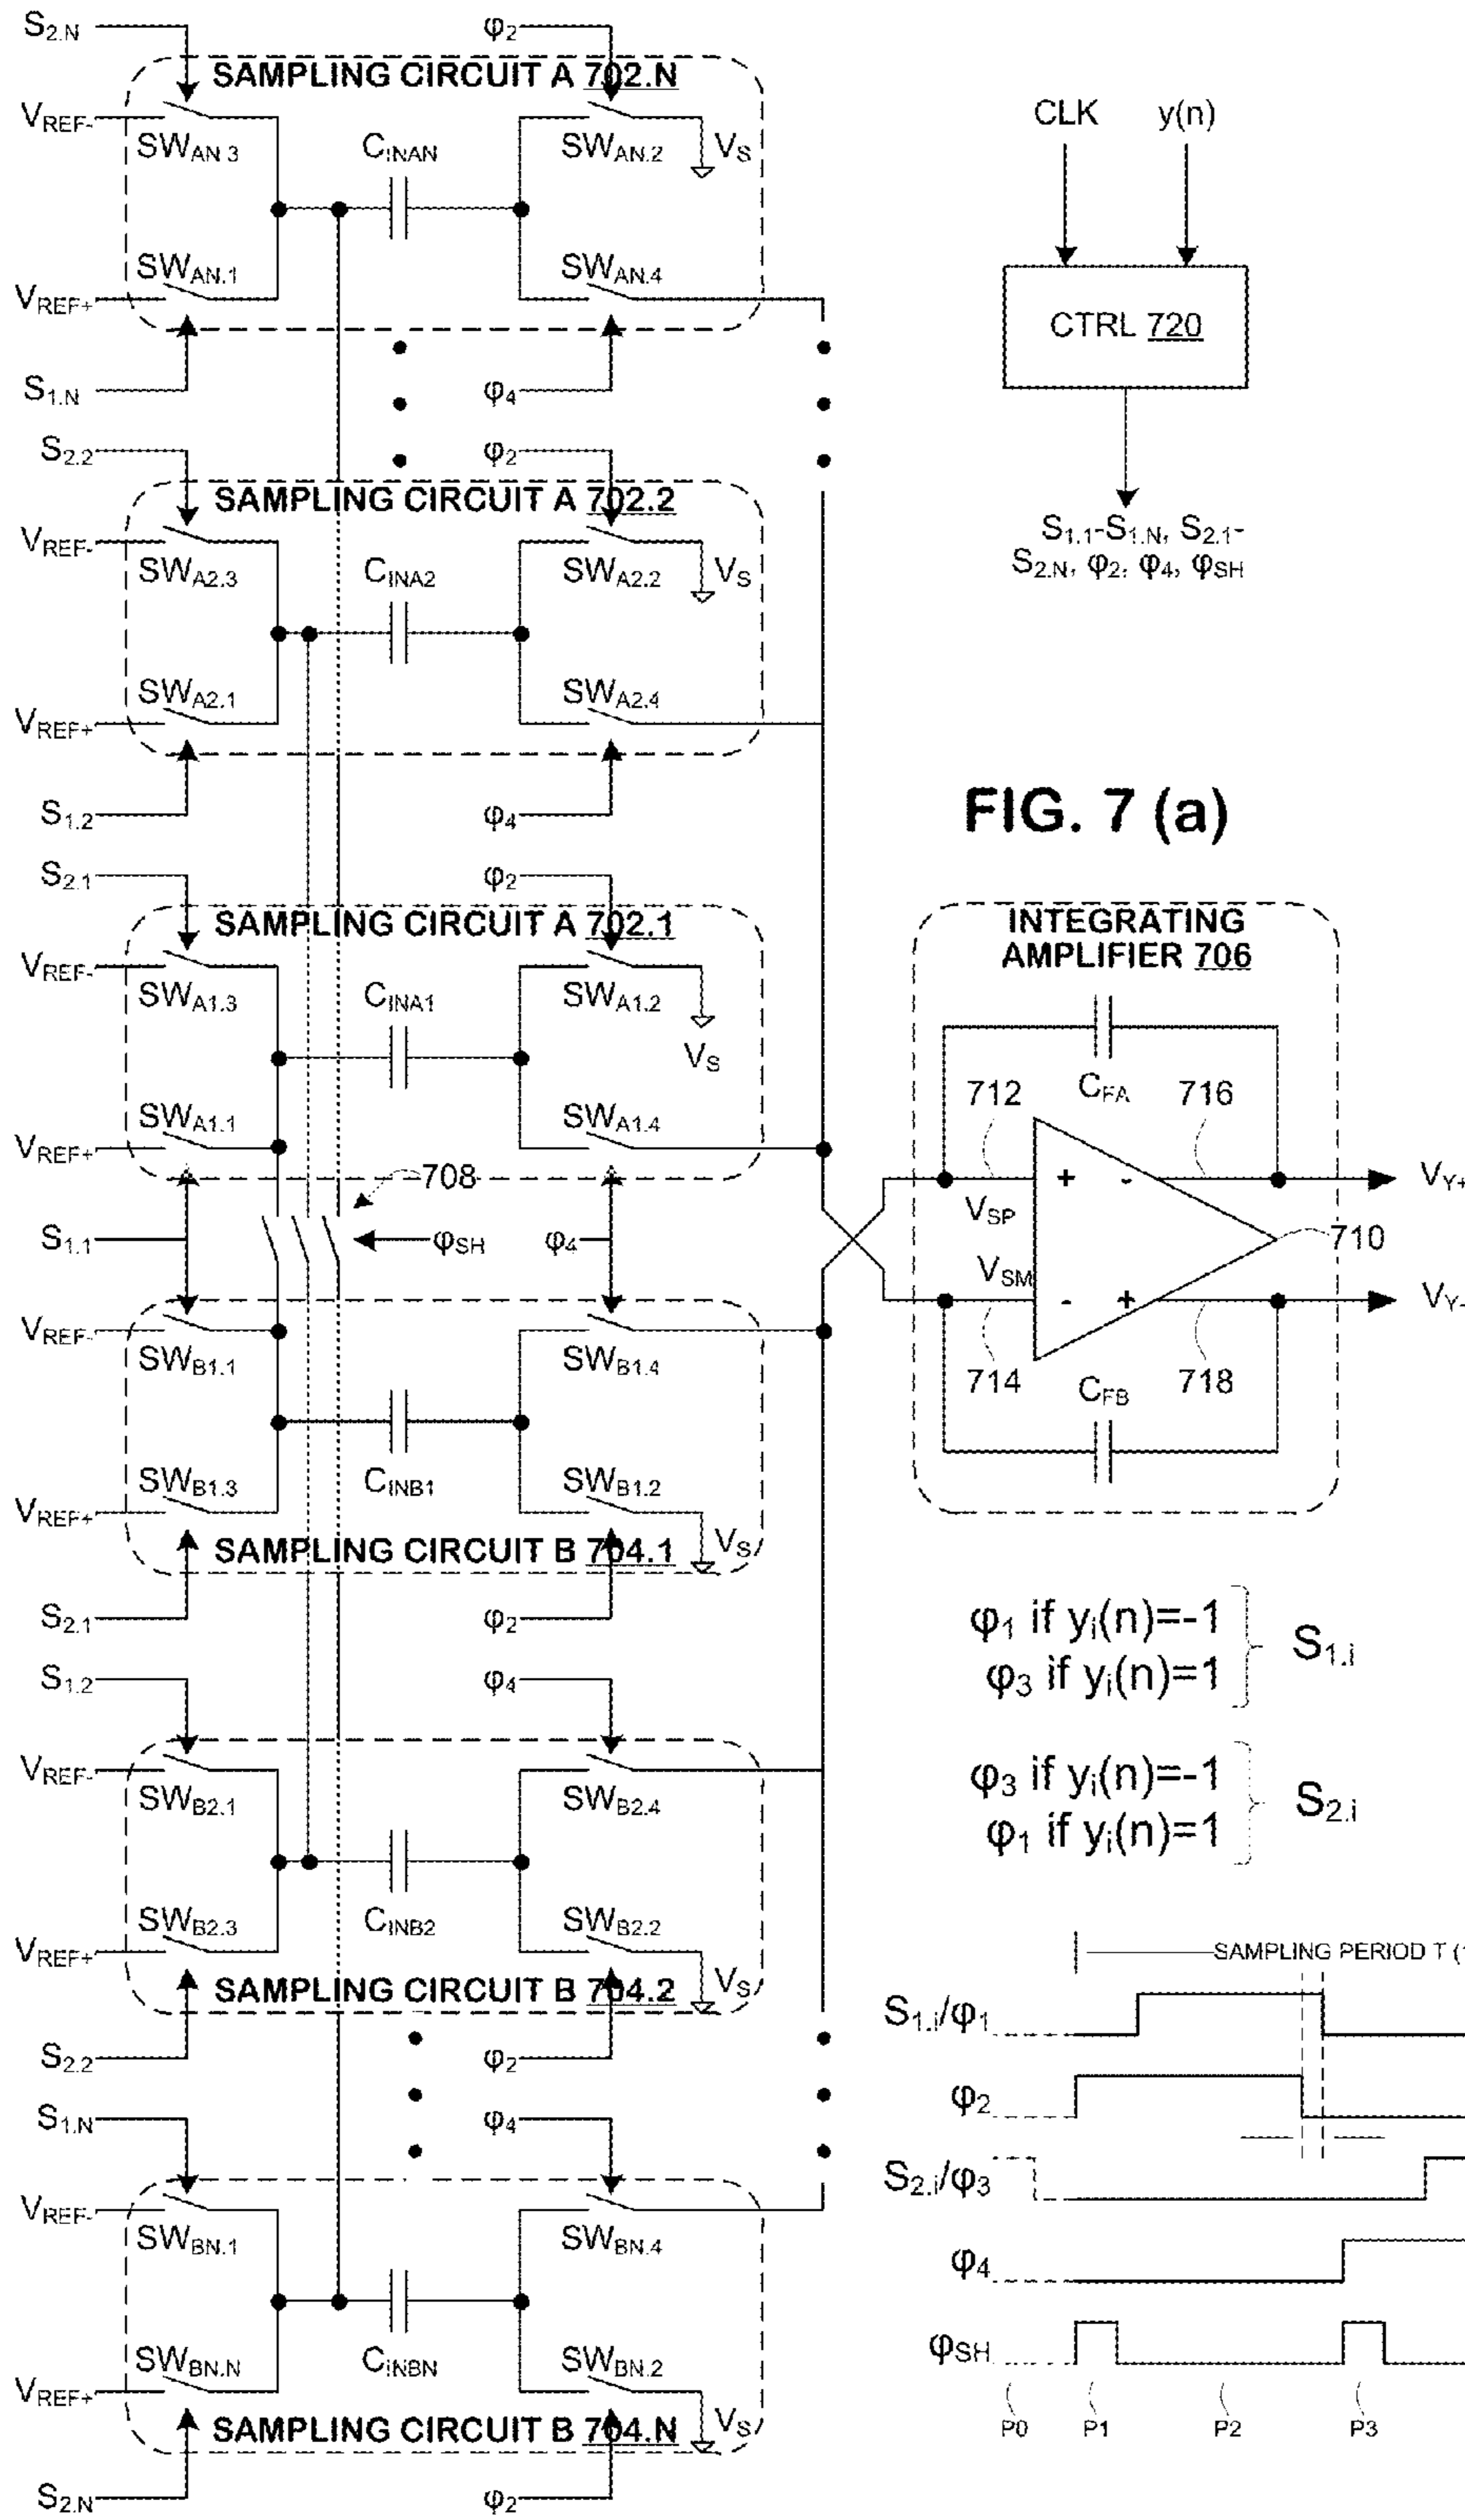 S2.N
φ2
SAMPLING CIRCUIT A 702.N
VREF-
SWAN.3
CINAN
SWAN.2
VS
SWAN.1
SWAN.4
VREF+
S1.N
φ4
CLK y(n)
CTRL 720
S1.1-S1.N, S2.1-
S2.N, φ2, φ4, φSH
S2.2
φ2
SAMPLING CIRCUIT A 702.2
VREF-
SWA2.3
CINA2
SWA2.2
VS
SWA2.1
SWA2.4
VREF+
S1.2
φ4
FIG. 7 (a)
S2.1
φ2
SAMPLING CIRCUIT A 702.1
VREF-
SWA1.3
CINA1
SWA1.2
VS
SWA1.1
SWA1.4
VREF+
708
S1.1
φSH
φ4
INTEGRATING
AMPLIFIER 706
CFA
712
716
+ -
VSP
VY+
710
VSM
- +
VY-
714
718
CFB
VREF-
SWB1.1
SWB1.4
SWB1.3
CINB1
SWB1.2
VREF+
VS
SAMPLING CIRCUIT B 704.1
S2.1
φ2
φ1 if yi(n)=-1
φ3 if yi(n)=1
S1.i
φ3 if yi(n)=-1
φ1 if yi(n)=1
S2.i
S1.2
φ4
VREF-
SWB2.1
SWB2.4
SWB2.3
CINB2
SWB2.2
VREF+
VS
SAMPLING CIRCUIT B 704.2
S2.2
φ2
S1.N
φ4
VREF-
SWBN.1
SWBN.4
SWBN.N
CINBN
SWBN.2
VREF+
VS
SAMPLING CIRCUIT B 704.N
S2.N
φ2
SAMPLING PERIOD T
S1.i/φ1
φ2
S2.i/φ3
φ4
φSH
P0 P1 P2 P3